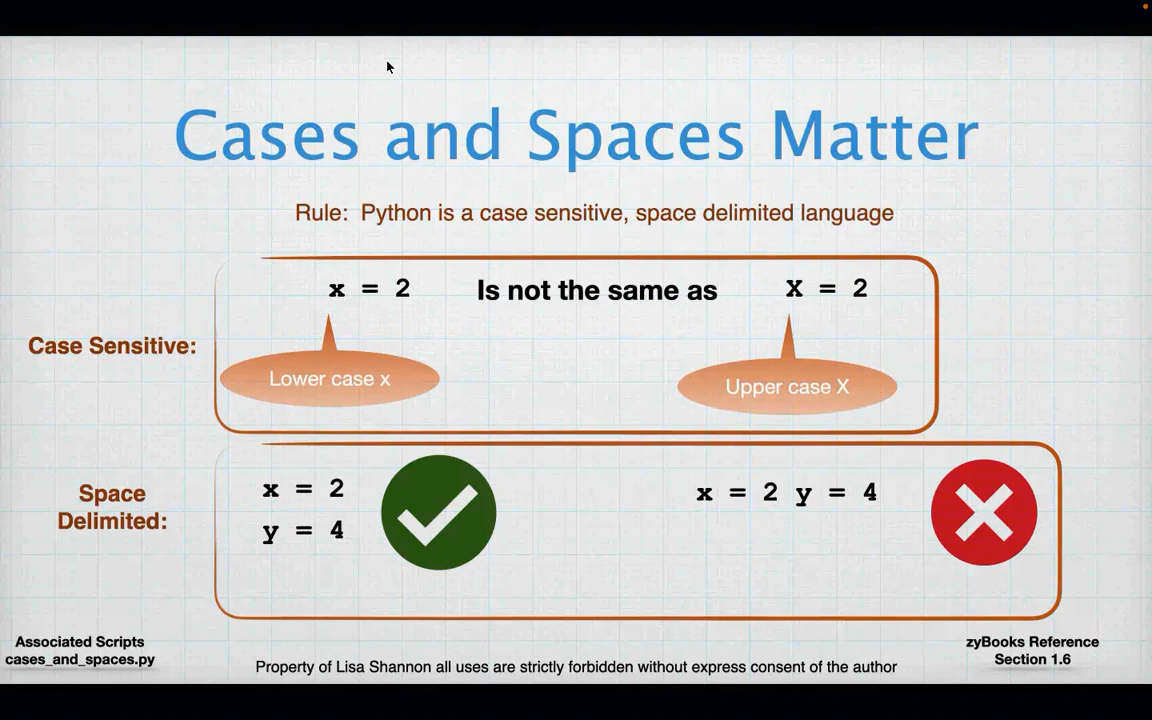 Cases and Spaces Matter
Rule: Python is a case sensitive, space delimited language
x = 2 Is not the same as X = 2
Case Sensitive:
Lower case x
Upper case X
Space
Delimited:
x = 2
y = 4
x = 2 y = 4
Associated Scripts
cases_and_spaces.py
Property of Lisa Shannon all uses are strictly forbidden without express consent of the author
zyBooks Reference
Section 1.6